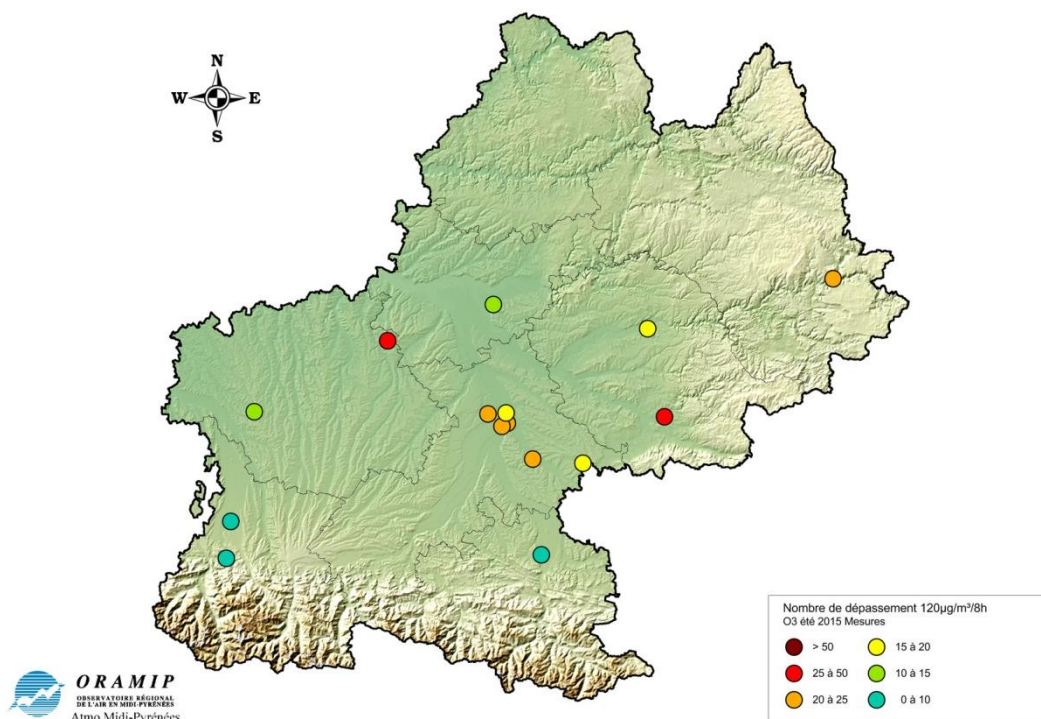 N
W E
S
Nombre de dépassement 120µg/m³/8h
O3 été 2015 Mesures
> 50
15 à 20
25 à 50
10 à 15
20 à 25
0 à 10
ORAMIP
OBSERVATOIRE RÉGIONAL
DE L'AIR EN MIDI-PYRÉNÉES
Atmo Midi-Pyrénées